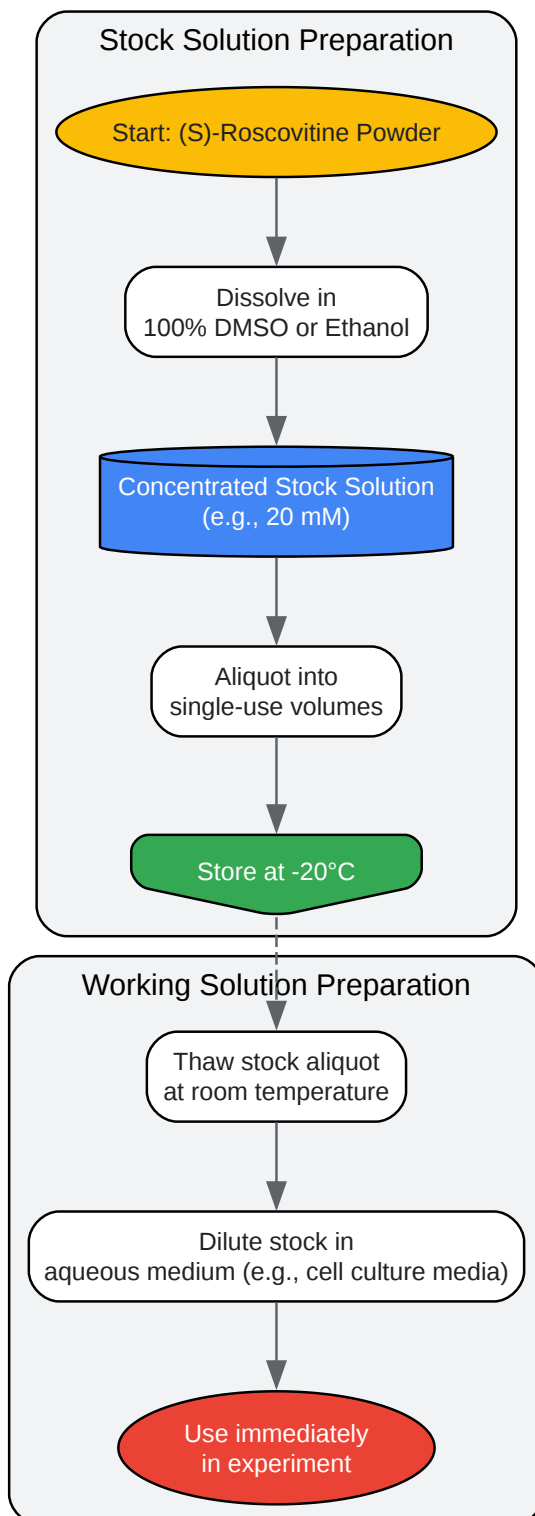 Stock Solution Preparation
Start: (S)-Roscovitine Powder
Dissolve in
100% DMSO or Ethanol
Concentrated Stock Solution
(e.g., 20 mM)
Aliquot into
single-use volumes
Store at -20°C
Working Solution Preparation
Thaw stock aliquot
at room temperature
Dilute stock in
aqueous medium (e.g., cell culture media)
Use immediately
in experiment